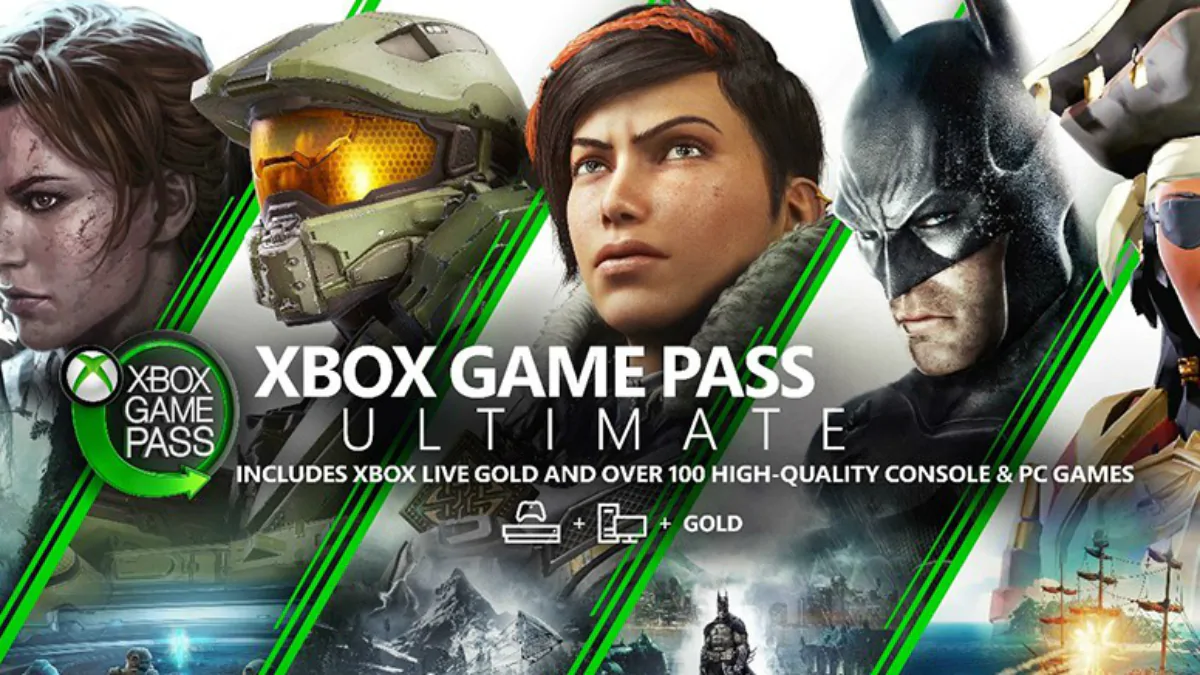 XBOX
GAME
PASS
XBOX GAME PASS
ULTIMATE
INCLUDES XBOX LIVE GOLD AND OVER 100 HIGH-QUALITY CONSOLE & PC GAMES
+ + GOLD